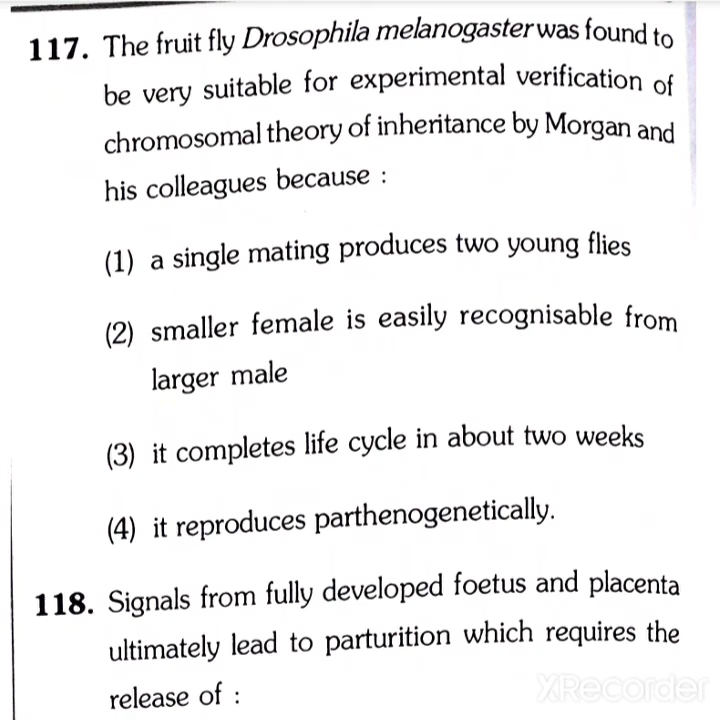 117. The fruit fly Drosophila melanogaster was found to
be very suitable for experimental verification of
chromosomal theory of inheritance by Morgan and
his colleagues because :
(1) a single mating produces two young flies
(2) smaller female is easily recognisable from
larger male
(3) it completes life cycle in about two weeks
(4) it reproduces parthenogenetically.
118. Signals from fully developed foetus and placenta
ultimately lead to parturition which requires the
release of :
XRecorder